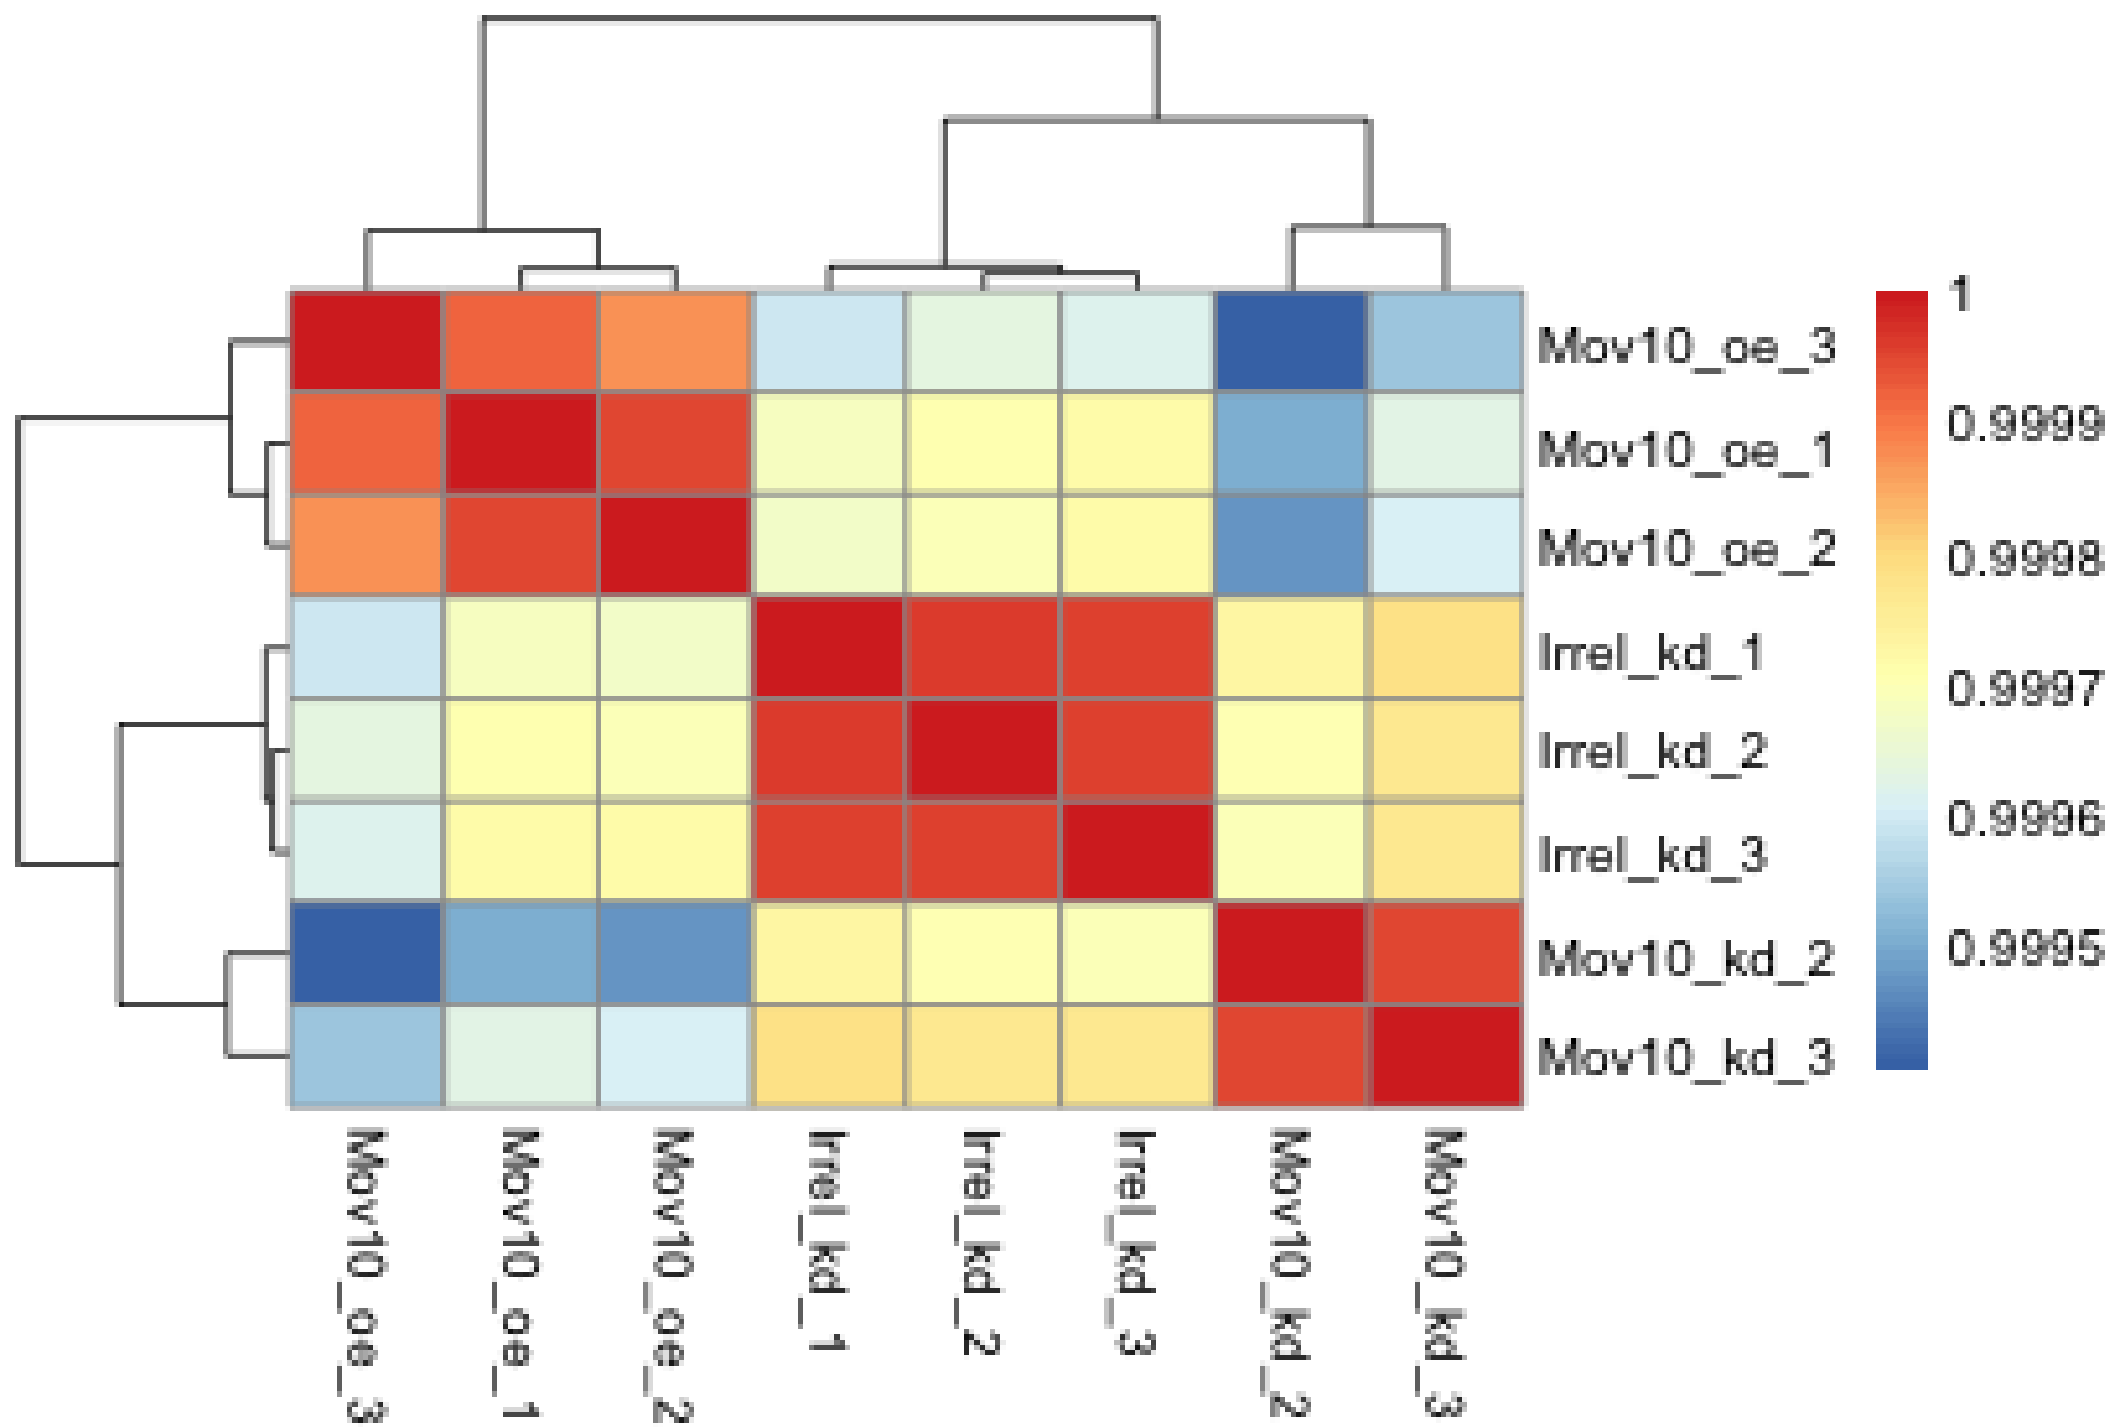 Mov10_oe_3
Mov10_oe_1
Mov10_oe_2
Irrel_kd_1
Irrel_kd_2
Irrel_kd_3
Mov10_kd_2
Mov10_kd_3
1
0.9999
0.9998
0.9997
0.9996
0.9995
Mov10_oe_3
Mov10_oe_1
Mov10_oe_2
Irrel_kd_1
Irrel_kd_2
Irrel_kd_3
Mov10_kd_2
Mov10_kd_3